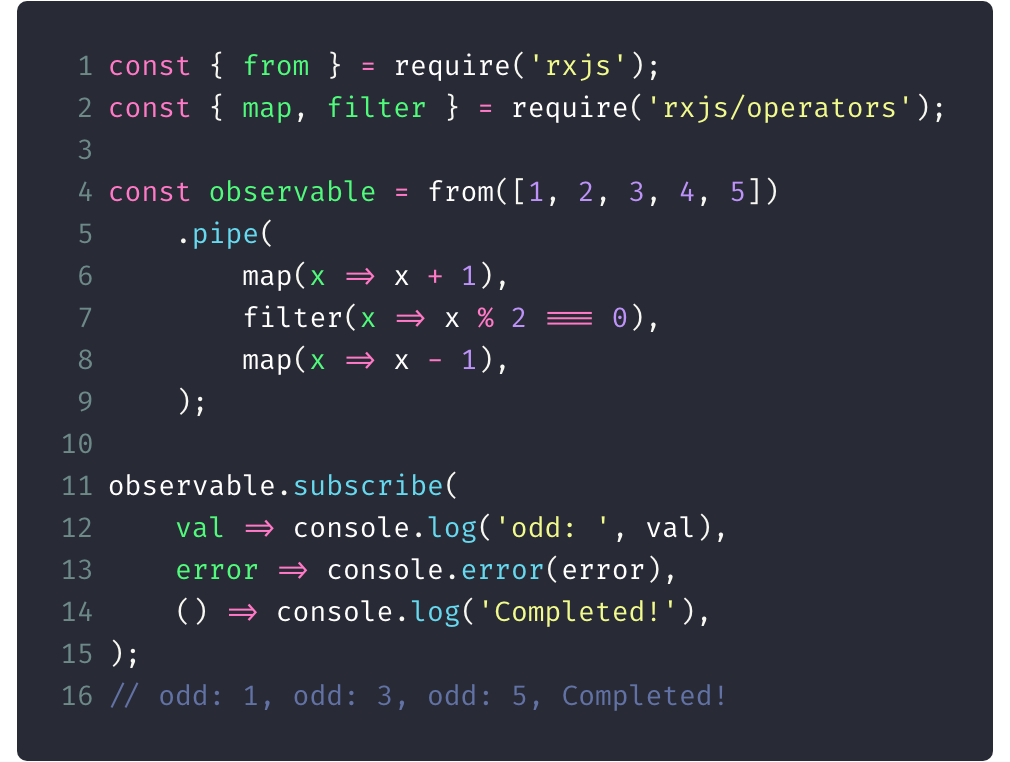 1 const { from } = require('rxjs');
2 const { map, filter } = require('rxjs/operators');
3
4 const observable = from([1, 2, 3, 4, 5])
5     .pipe(
6         map(x => x + 1),
7         filter(x => x % 2 === 0),
8         map(x => x - 1),
9     );
10
11 observable.subscribe(
12     val => console.log('odd: ', val),
13     error => console.error(error),
14     () => console.log('Completed!'),
15 );
16 // odd: 1, odd: 3, odd: 5, Completed!